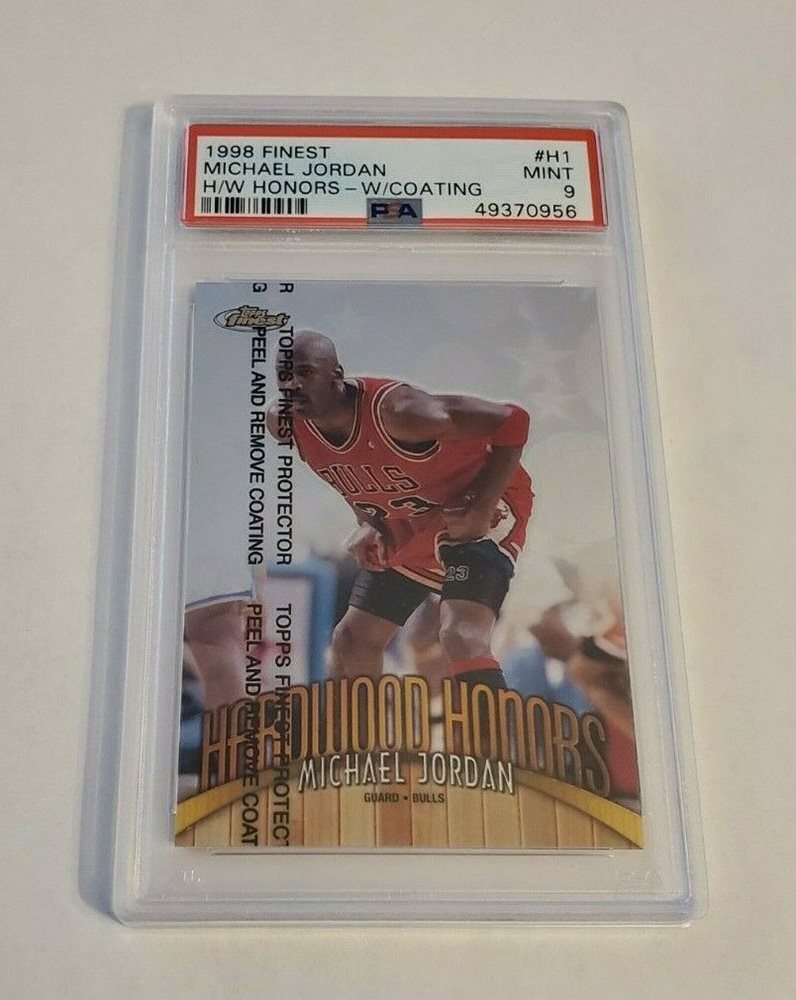 1998 FINEST #H1
MICHAEL JORDAN MINT
H/W HONORS - W/COATING 9
PSA 49370956
Topps
Finest
R TOPPS FINEST PROTECTOR TOPPS FINEST PROTECT
G PEEL AND REMOVE COATING PEEL AND REMOVE COAT
BULLS
23
23
HARDWOOD HONORS
MICHAEL JORDAN
GUARD • BULLS